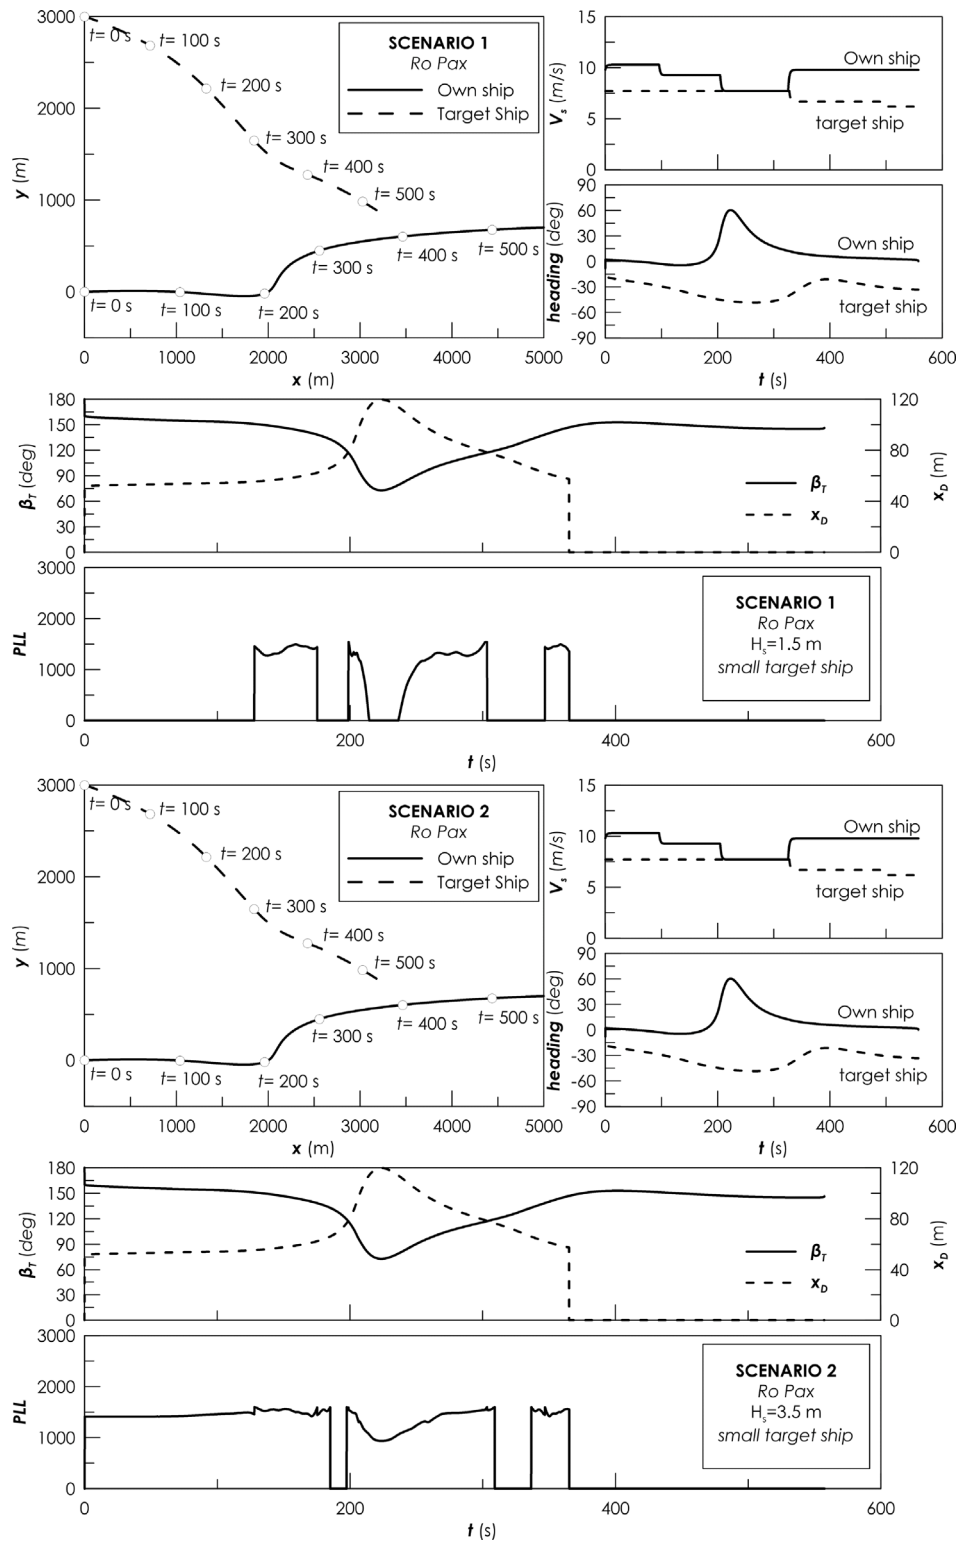 3000
2000
1000
0
y (m)
t= 0 s
t= 100 s
t= 200 s
t= 300 s
t= 400 s
t= 500 s
SCENARIO 1
Ro Pax
Own ship
Target Ship
t= 0 s
t= 100 s
t= 200 s
t= 300 s
t= 400 s
t= 500 s
0 1000 2000 3000 4000 5000
x (m)
15
10
5
0
Vs (m/s)
Own ship
target ship
90
60
30
0
-30
-60
-90
heading (deg)
Own ship
target ship
0 200 400 600
t (s)
180
150
120
90
60
30
0
βT (deg)
120
80
40
0
xD (m)
βT
xD
3000
2000
1000
0
PLL
SCENARIO 1
Ro Pax
Hs=1.5 m
small target ship
0 200 400 600
t (s)
3000
2000
1000
0
y (m)
t= 0 s
t= 100 s
t= 200 s
t= 300 s
t= 400 s
t= 500 s
SCENARIO 2
Ro Pax
Own ship
Target Ship
t= 0 s
t= 100 s
t= 200 s
t= 300 s
t= 400 s
t= 500 s
0 1000 2000 3000 4000 5000
x (m)
15
10
5
0
Vs (m/s)
Own ship
target ship
90
60
30
0
-30
-60
-90
heading (deg)
Own ship
target ship
0 200 400 600
t (s)
180
150
120
90
60
30
0
βT (deg)
120
80
40
0
xD (m)
βT
xD
3000
2000
1000
0
PLL
SCENARIO 2
Ro Pax
Hs=3.5 m
small target ship
0 200 400 600
t (s)